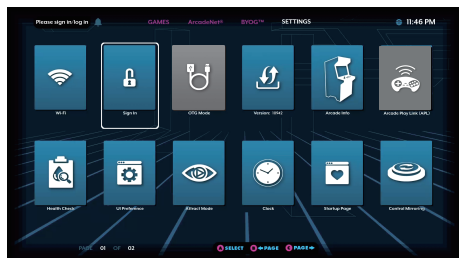 Please sign in/log in
GAMES ArcadeNet® BYOG™ SETTINGS
11:46 PM
Wi-Fi
Sign In
OTG Mode
Arcade Info
Arcade Play Link (APL)
Health Check
UI Preference
Attract Mode
Clock
Startup Page
Control Mirroring
PAGE 01 OF 02
A SELECT
PAGE
PAGE